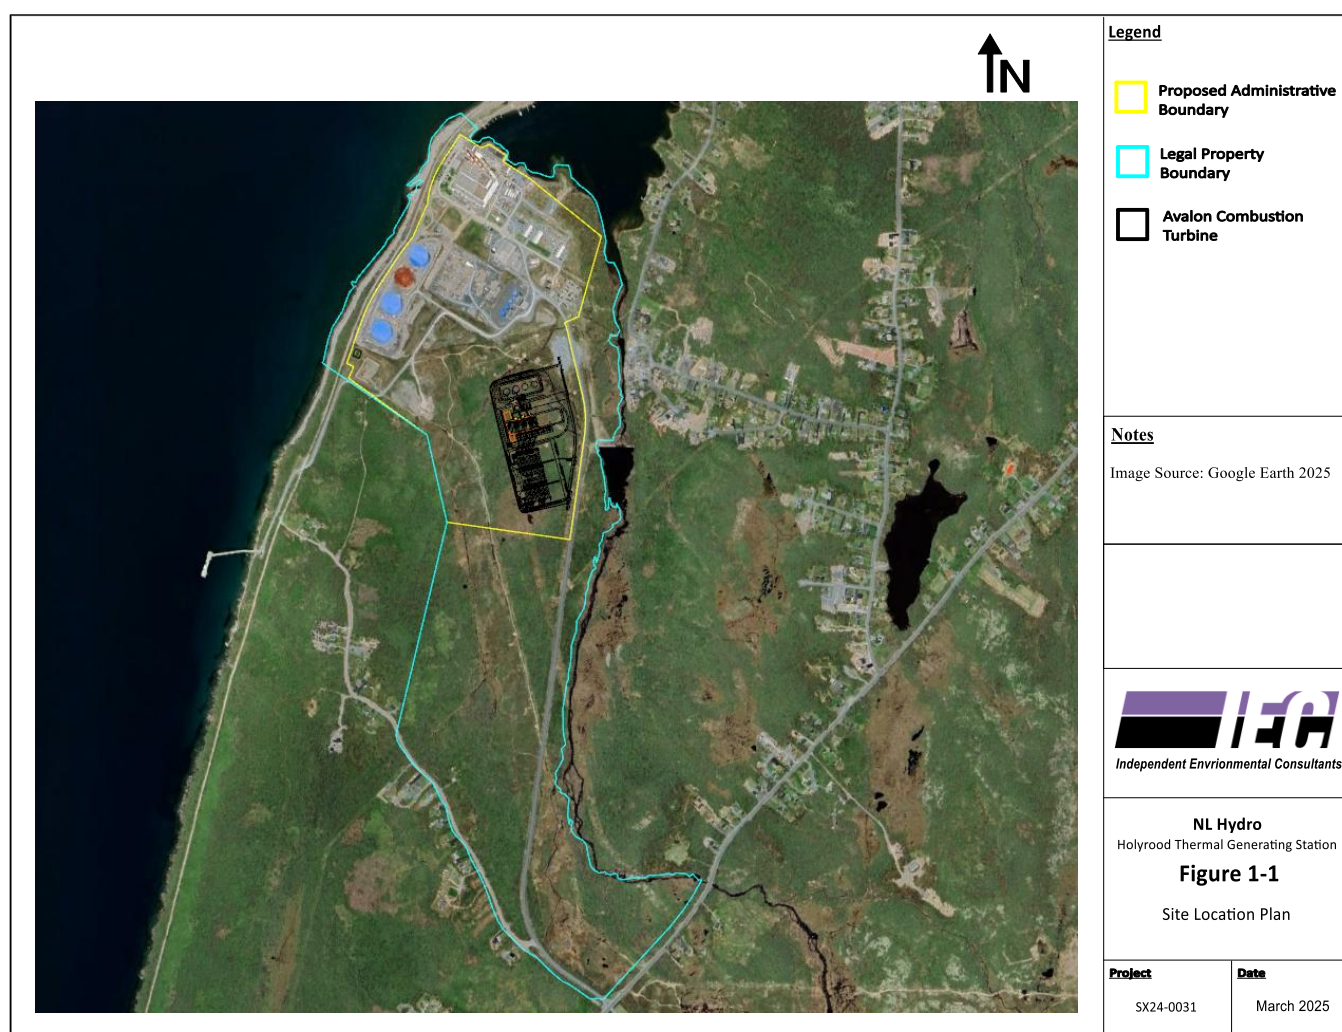 N
Legend
Proposed Administrative
Boundary
Legal Property
Boundary
Avalon Combustion
Turbine
Notes
Image Source: Google Earth 2025
IEC
Independent Envrionmental Consultants
NL Hydro
Holyrood Thermal Generating Station
Figure 1-1
Site Location Plan
Project
Date
SX24-0031
March 2025